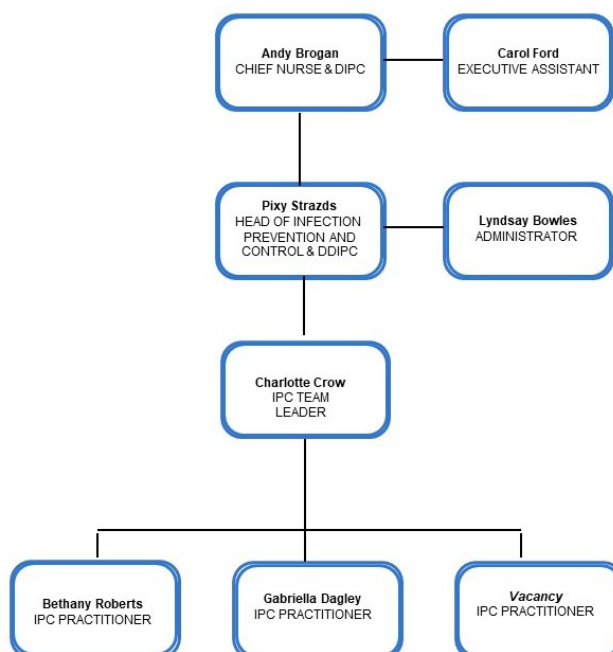 Andy Brogan
CHIEF NURSE & DIPC
Carol Ford
EXECUTIVE ASSISTANT
Pixy Strazds
HEAD OF INFECTION
PREVENTION AND
CONTROL & DDIPC
Lyndsay Bowles
ADMINISTRATOR
Charlotte Crow
IPC TEAM
LEADER
Bethany Roberts
IPC PRACTITIONER
Gabriella Dagley
IPC PRACTITIONER
Vacancy
IPC PRACTITIONER